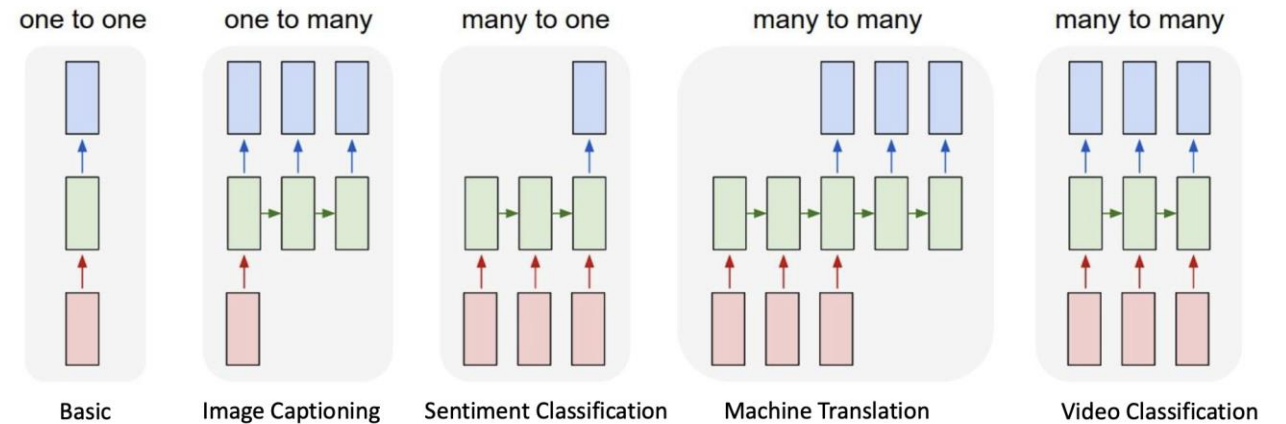 one to one
one to many
many to one
many to many
many to many
Basic
Image Captioning
Sentiment Classification
Machine Translation
Video Classification